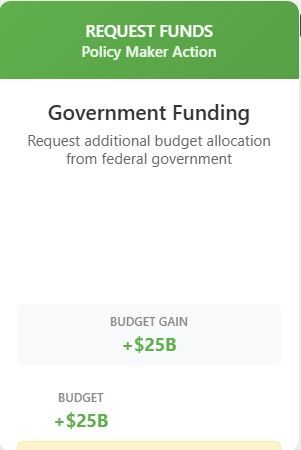 REQUEST FUNDS
Policy Maker Action
Government Funding
Request additional budget allocation
from federal government
BUDGET GAIN
+$25B
BUDGET
+$25B